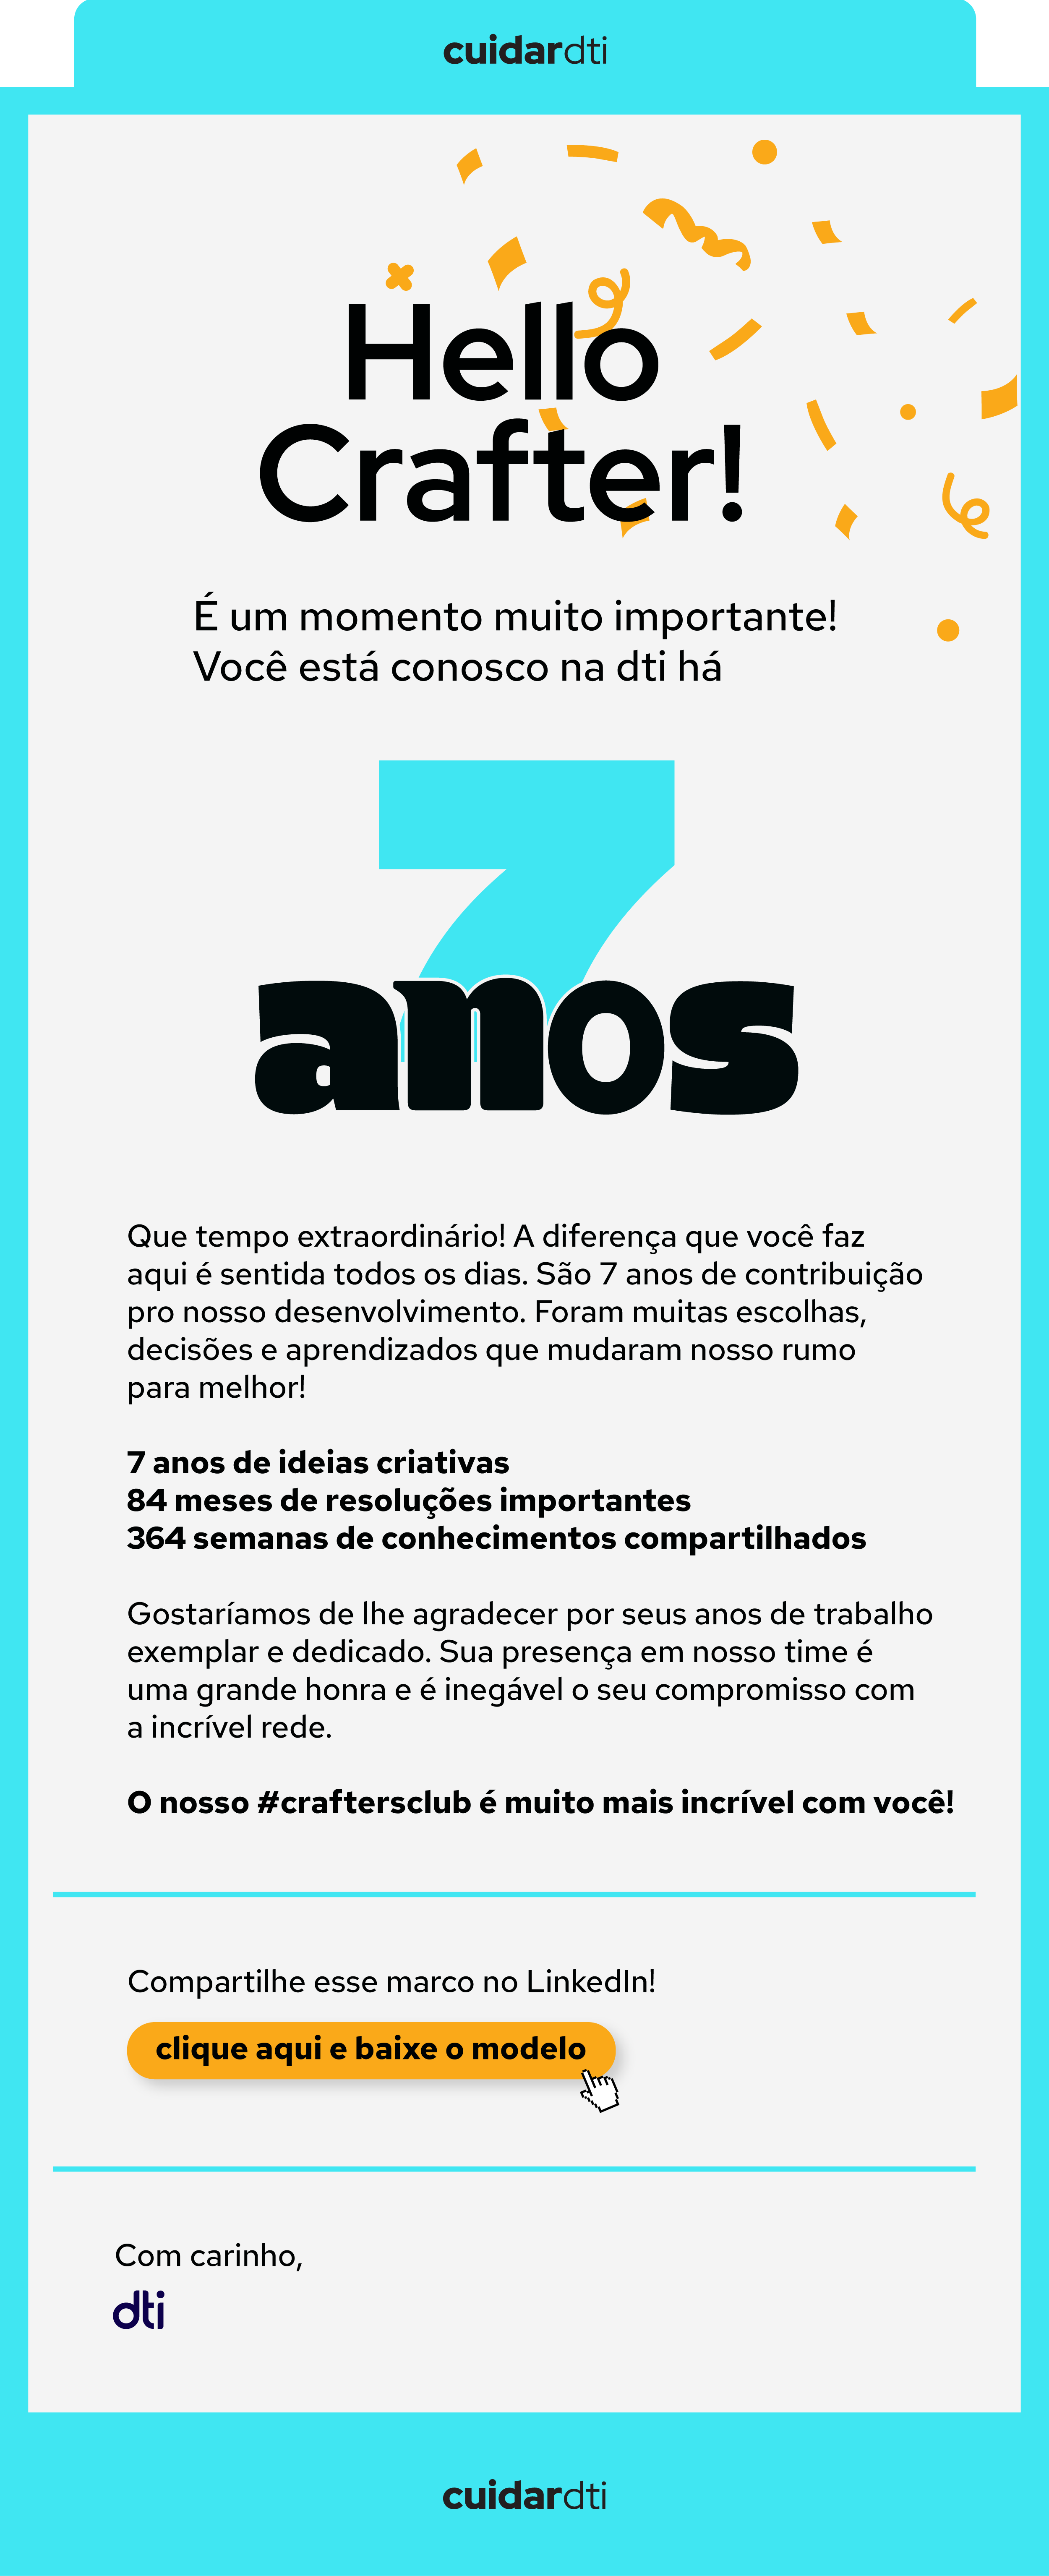 cuidardti
Hello
Crafter!
É um momento muito importante!
Você está conosco na dti há
7
anos
Que tempo extraordinário! A diferença que você faz
aqui é sentida todos os dias. São 7 anos de contribuição
pro nosso desenvolvimento. Foram muitas escolhas,
decisões e aprendizados que mudaram nosso rumo
para melhor!
7 anos de ideias criativas
84 meses de resoluções importantes
364 semanas de conhecimentos compartilhados
Gostaríamos de lhe agradecer por seus anos de trabalho
exemplar e dedicado. Sua presença em nosso time é
uma grande honra e é inegável o seu compromisso com
a incrível rede.
O nosso #craftersclub é muito mais incrível com você!
Compartilhe esse marco no LinkedIn!
clique aqui e baixe o modelo
Com carinho,
dti
cuidardti